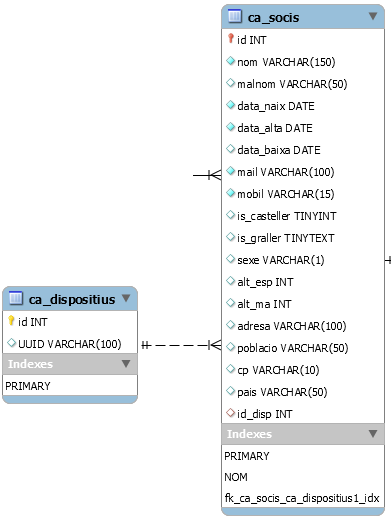 ca_socis
id INT
nom VARCHAR(150)
malnom VARCHAR(50)
data_naix DATE
data_alta DATE
data_baixa DATE
mail VARCHAR(100)
mobil VARCHAR(15)
is_casteller TINYINT
is_graller TINYTEXT
sexe VARCHAR(1)
alt_esp INT
alt_ma INT
adresa VARCHAR(100)
poblacio VARCHAR(50)
cp VARCHAR(10)
pais VARCHAR(50)
id_disp INT
Indexes
PRIMARY
NOM
fk_ca_socis_ca_dispositius1_idx
ca_dispositius
id INT
UUID VARCHAR(100)
Indexes
PRIMARY